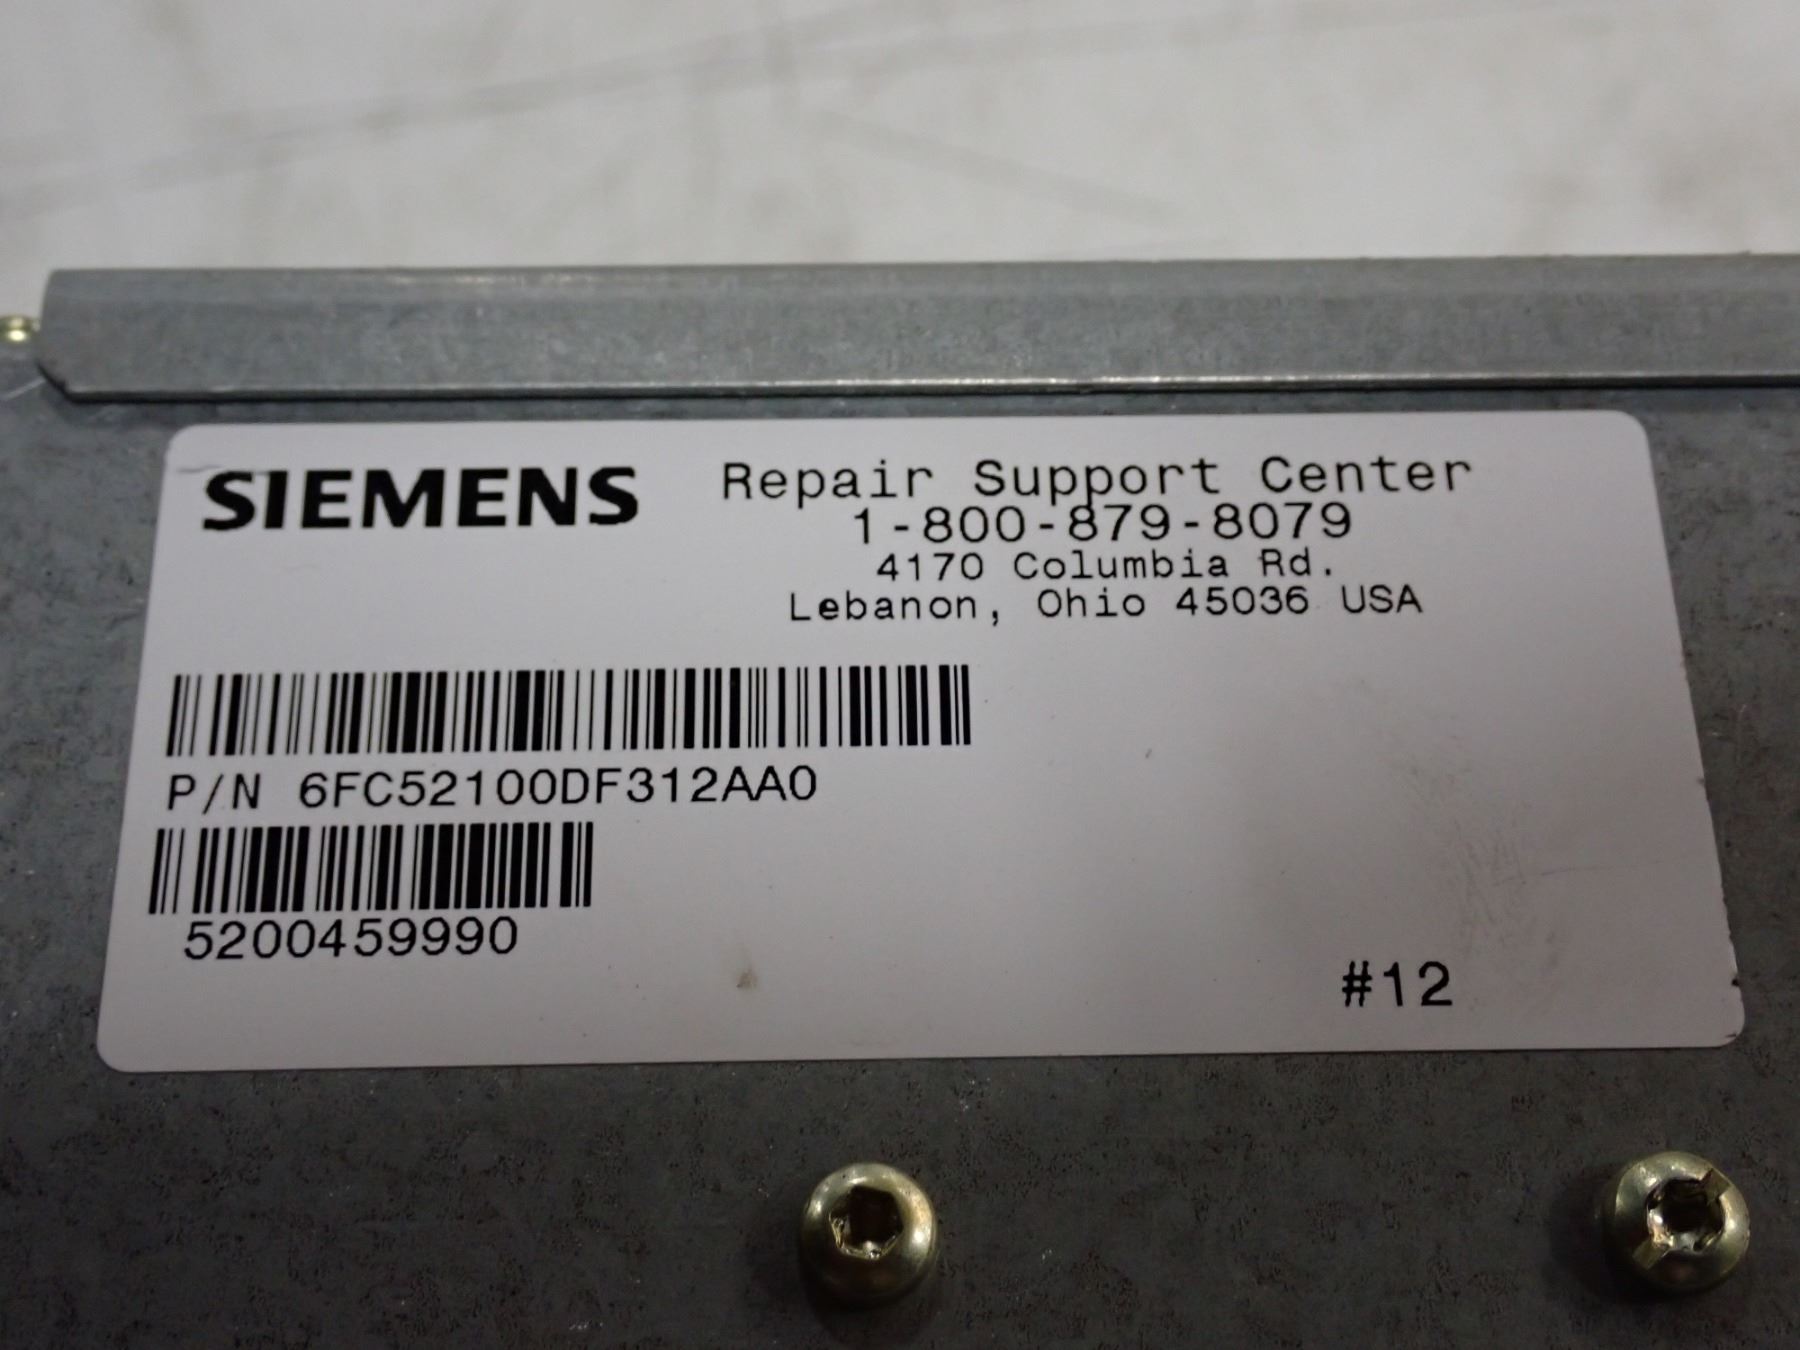 SIEMENS
Repair Support Center
1-800-879-8079
4170 Columbia Rd.
Lebanon, Ohio 45036 USA
P/N 6FC52100DF312AA0
5200459990
#12